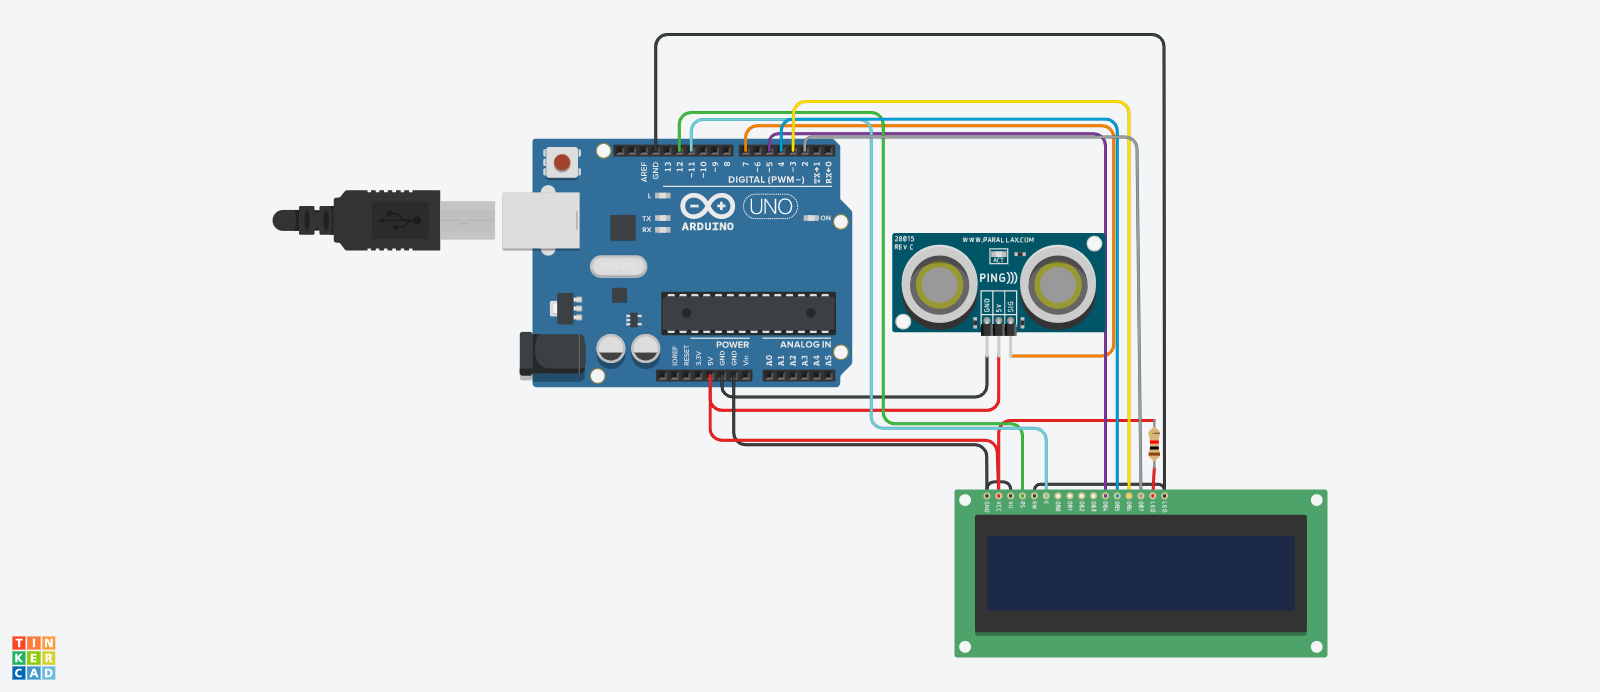 AREF
GND
13
12
~11
~10
~9
8
7
~6
~5
4
~3
2
TX→1
RX←0
DIGITAL (PWM~)
L
TX
RX
ARDUINO
UNO
ON
IOREF
RESET
3.3V
5V
GND
GND
Vin
POWER
ANALOG IN
A0
A1
A2
A3
A4
A5
28015
REV C
WWW.PARALLAX.COM
ACT
PING)))
GND
5V
SIG
GND
VCC
V0
RS
RW
E
DB0
DB1
DB2
DB3
DB4
DB5
DB6
DB7
LED
LED
TIN
KER
CAD